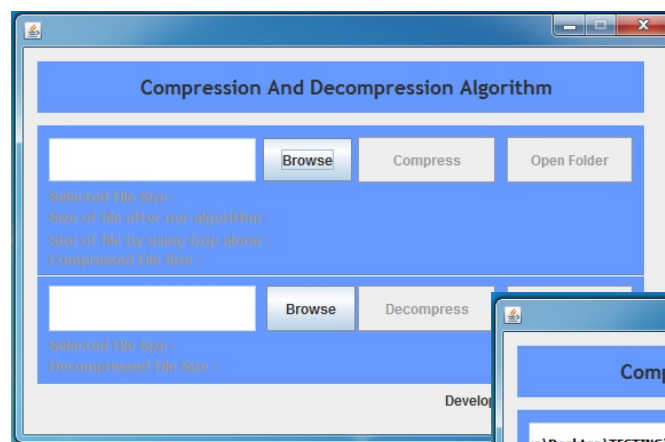 Compression And Decompression Algorithm
Browse Compress Open Folder
Selected File Size :
Size of file after our algorithm :
Size of file by using Gzip alone :
Compressed File Size :
Browse Decompress
Selected File Size :
Decompressed File Size :
Develop
Comp